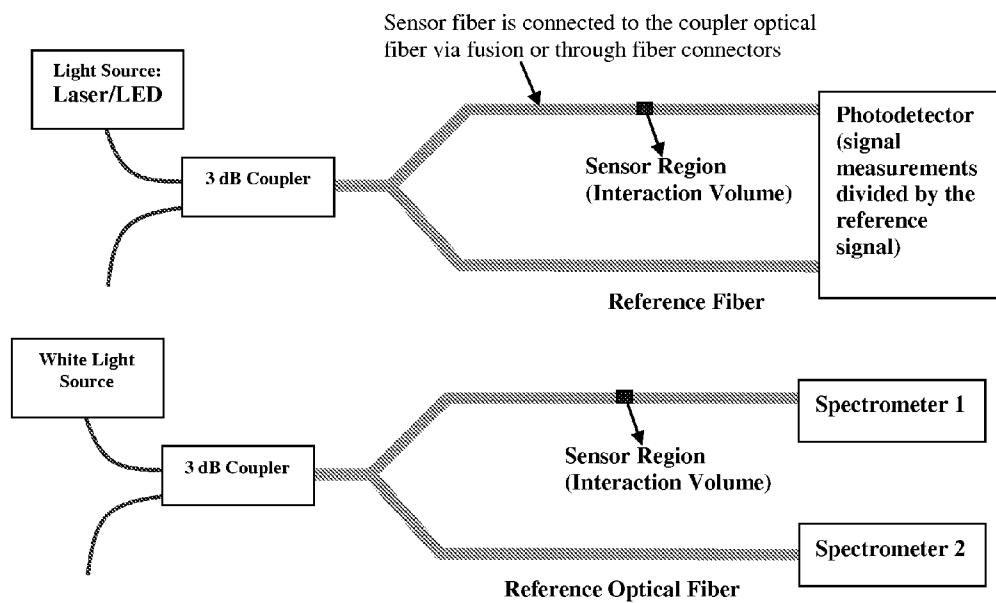 Sensor fiber is connected to the coupler optical
fiber via fusion or through fiber connectors
Light Source:
Laser/LED
3 dB Coupler
Sensor Region
(Interaction Volume)
Photodetector
(signal
measurements
divided by the
reference
signal)
Reference Fiber
White Light
Source
3 dB Coupler
Sensor Region
(Interaction Volume)
Spectrometer 1
Spectrometer 2
Reference Optical Fiber